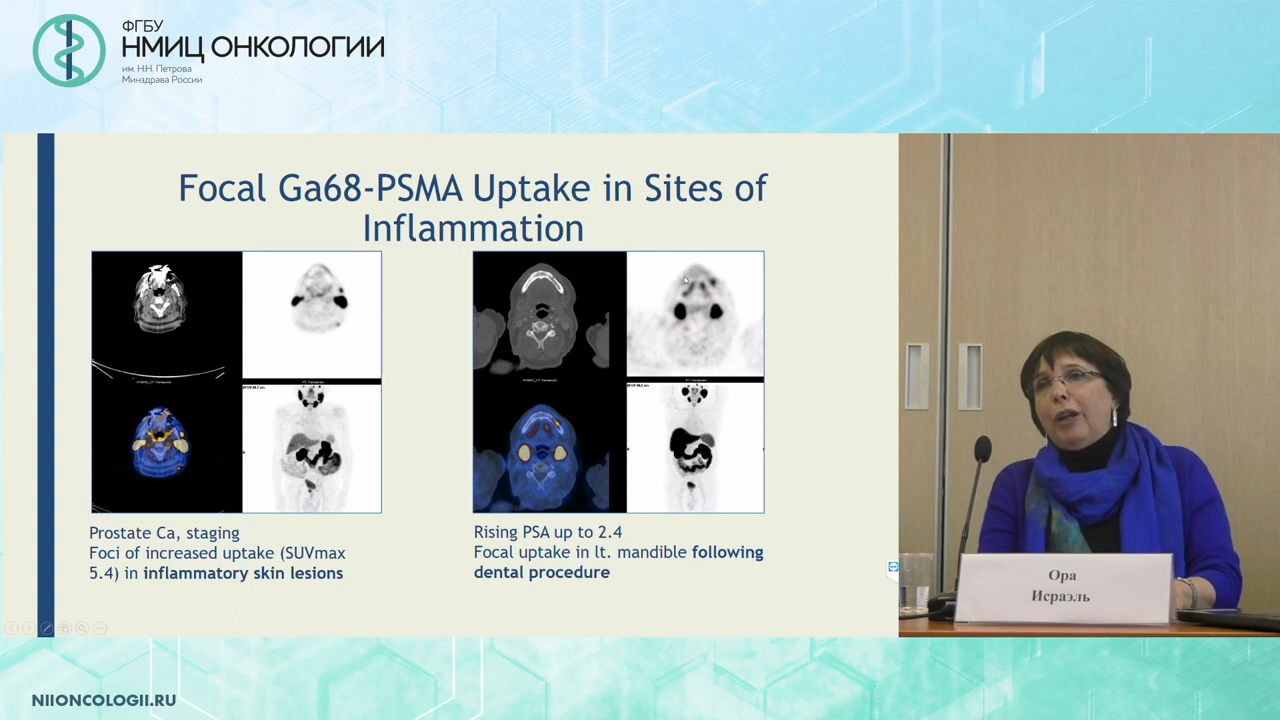 ФГБУ
НМИЦ ОНКОЛОГИИ
им. Н.Н. Петрова
Минздрава России
Focal Ga68-PSMA Uptake in Sites of
Inflammation
Prostate Ca, staging
Foci of increased uptake (SUVmax
5.4) in inflammatory skin lesions
Rising PSA up to 2.4
Focal uptake in lt. mandible following
dental procedure
Ора
Исраэль
NIIONCOLOGII.RU